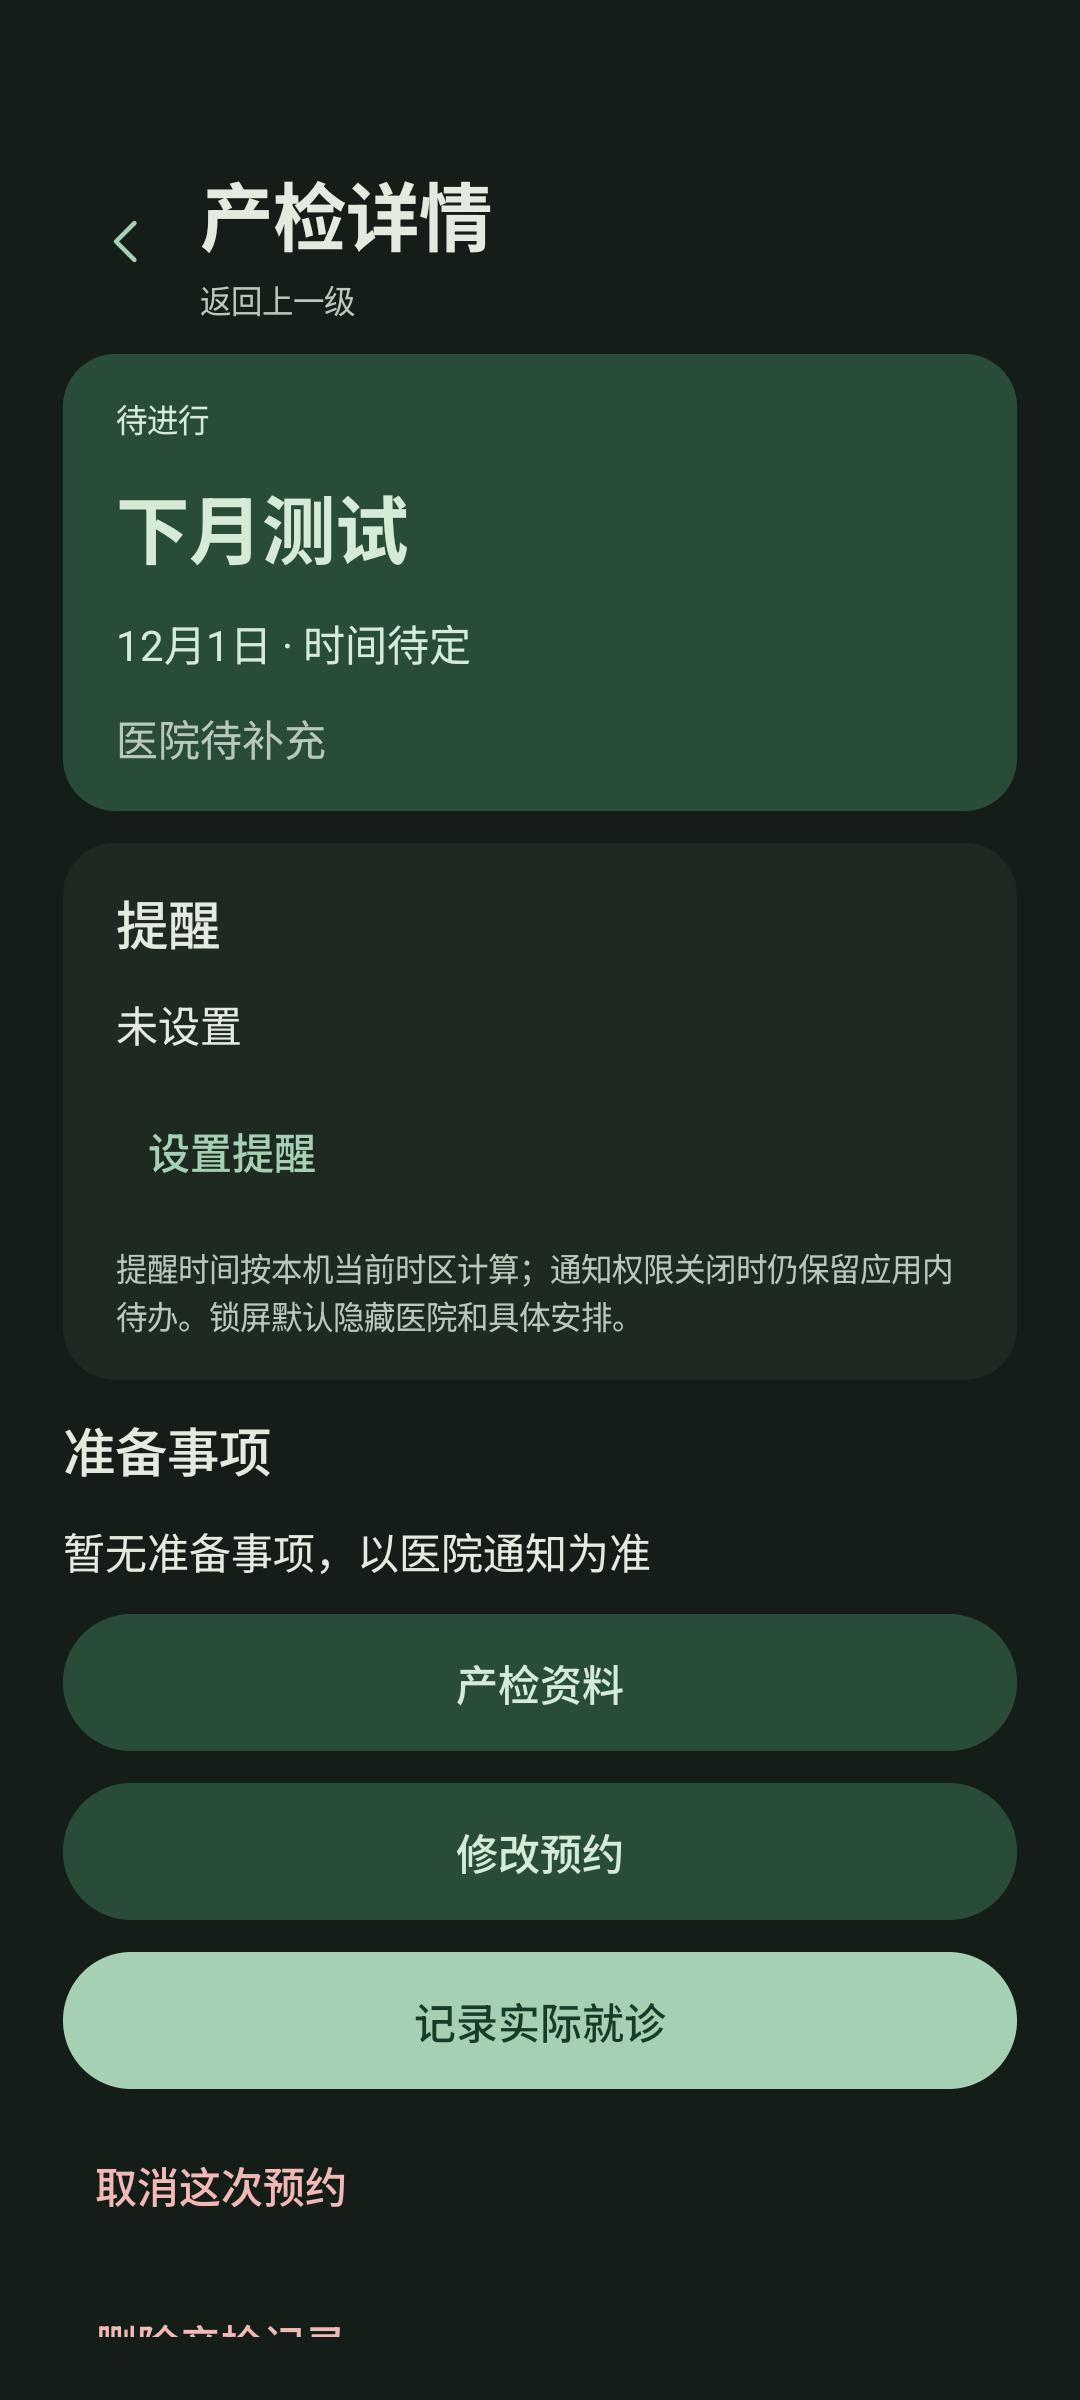 产检详情
返回上一级
待进行
下月测试
12月1日 · 时间待定
医院待补充
提醒
未设置
设置提醒
提醒时间按本机当前时区计算；通知权限关闭时仍保留应用内
待办。锁屏默认隐藏医院和具体安排。
准备事项
暂无准备事项，以医院通知为准
产检资料
修改预约
记录实际就诊
取消这次预约
删除产检记录